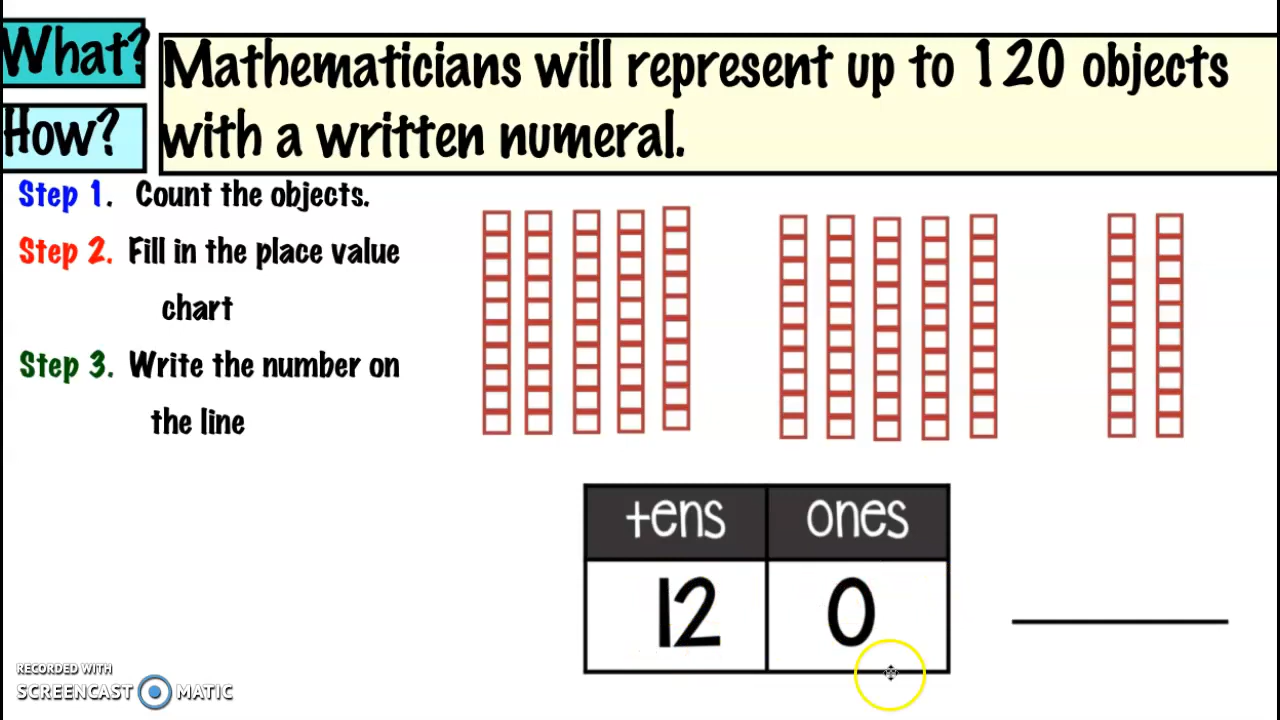 What?
Mathematicians will represent up to 120 objects
How?
with a written numeral.
Step 1. Count the objects.
Step 2. Fill in the place value
chart
Step 3. Write the number on
the line
tens ones
12 0
RECORDED WITH
SCREENCAST MATIC